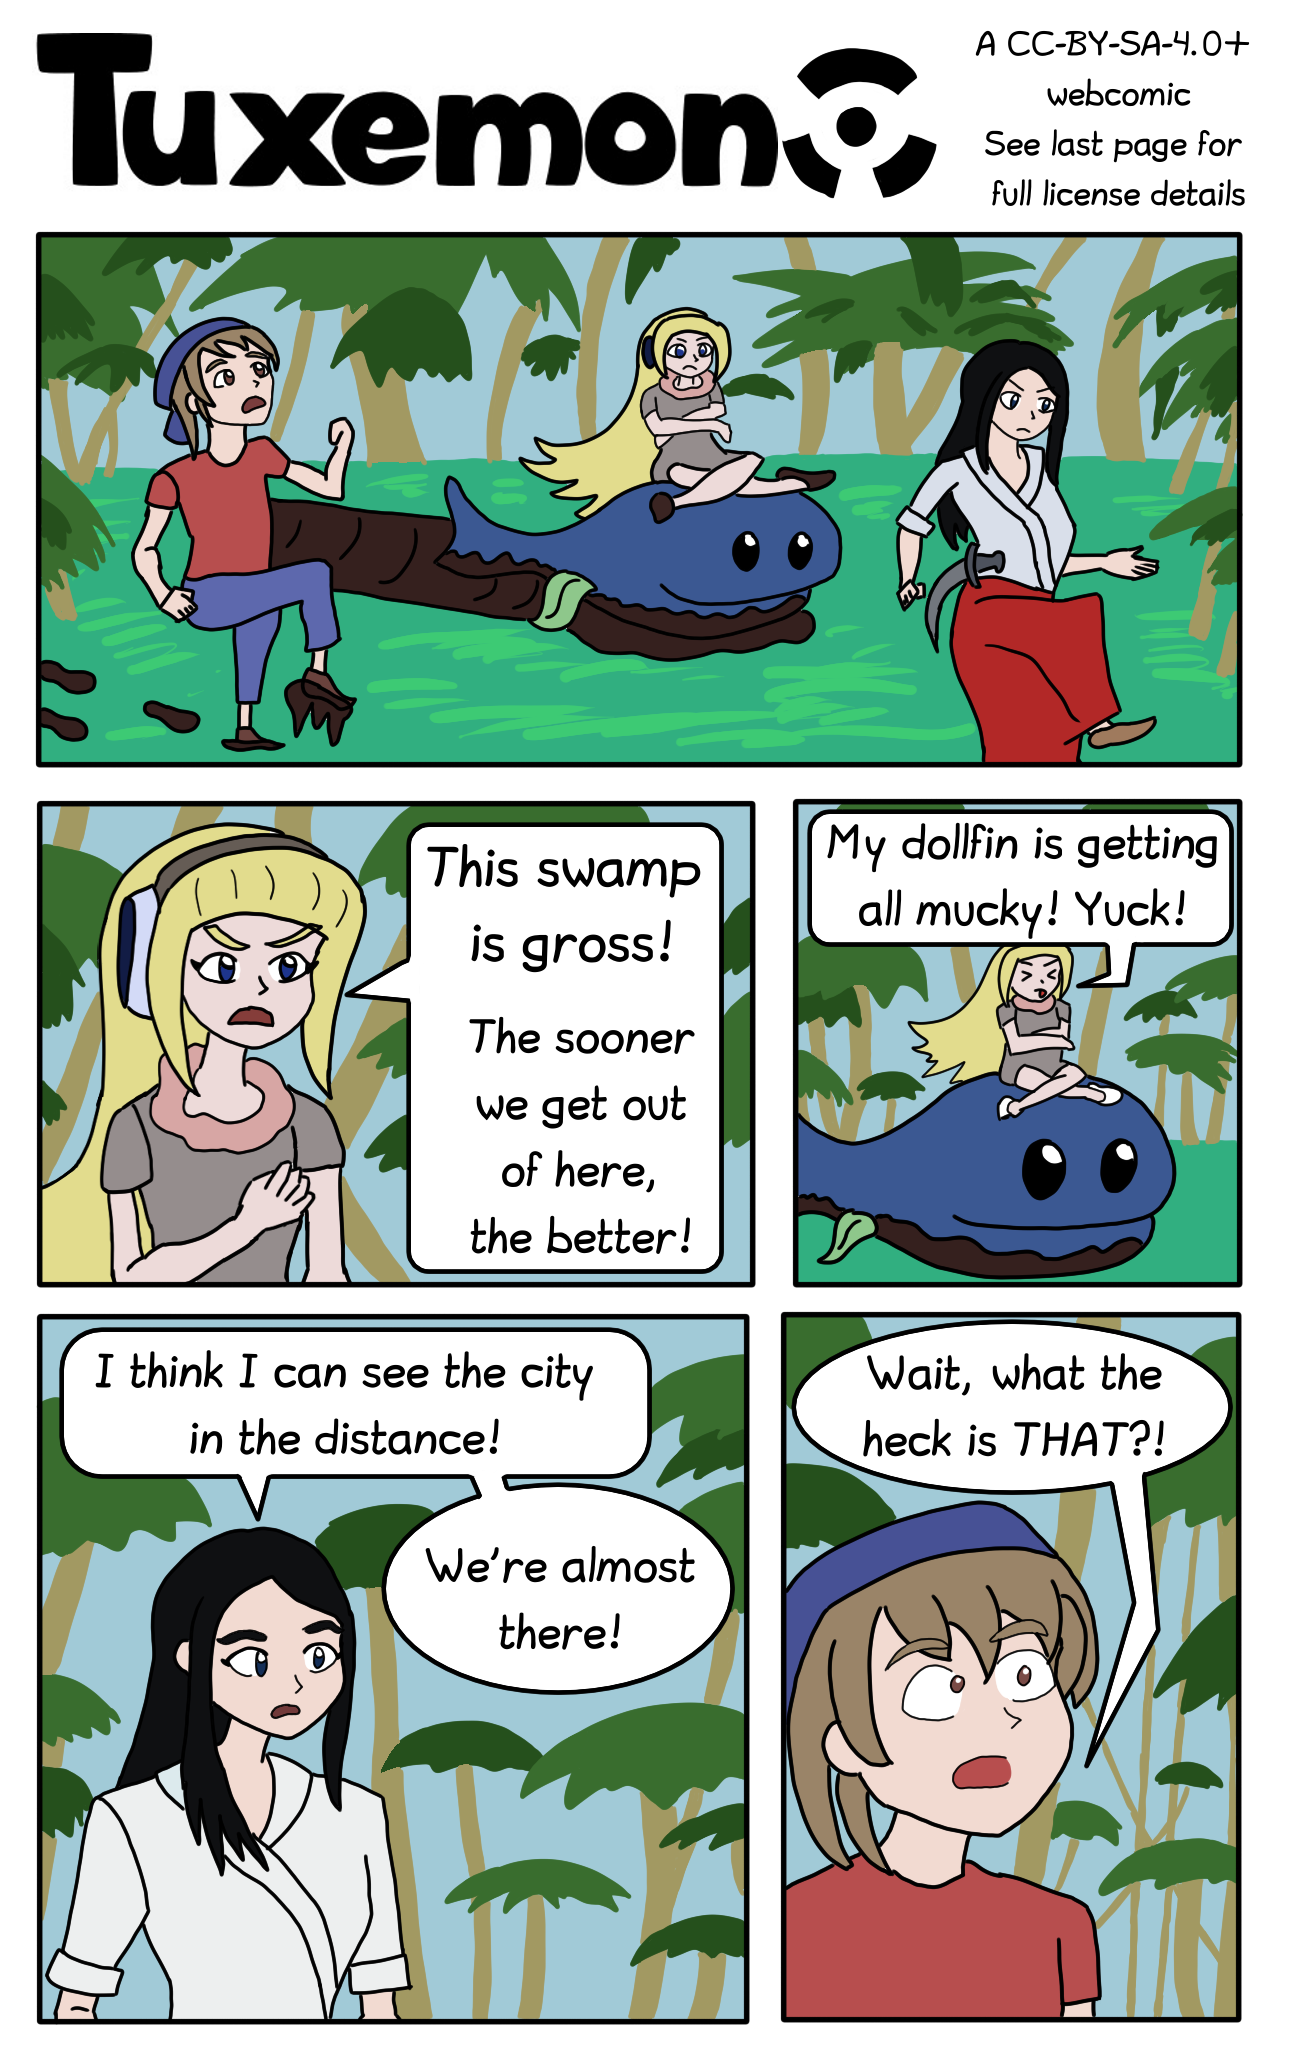 Tuxemon
A CC-BY-SA-4.0+
webcomic
See last page for
full license details
This swamp
is gross!
The sooner
we get out
of here,
the better!
My dollfin is getting
all mucky! Yuck!
I think I can see the city
in the distance!
We're almost
there!
Wait, what the
heck is THAT?!